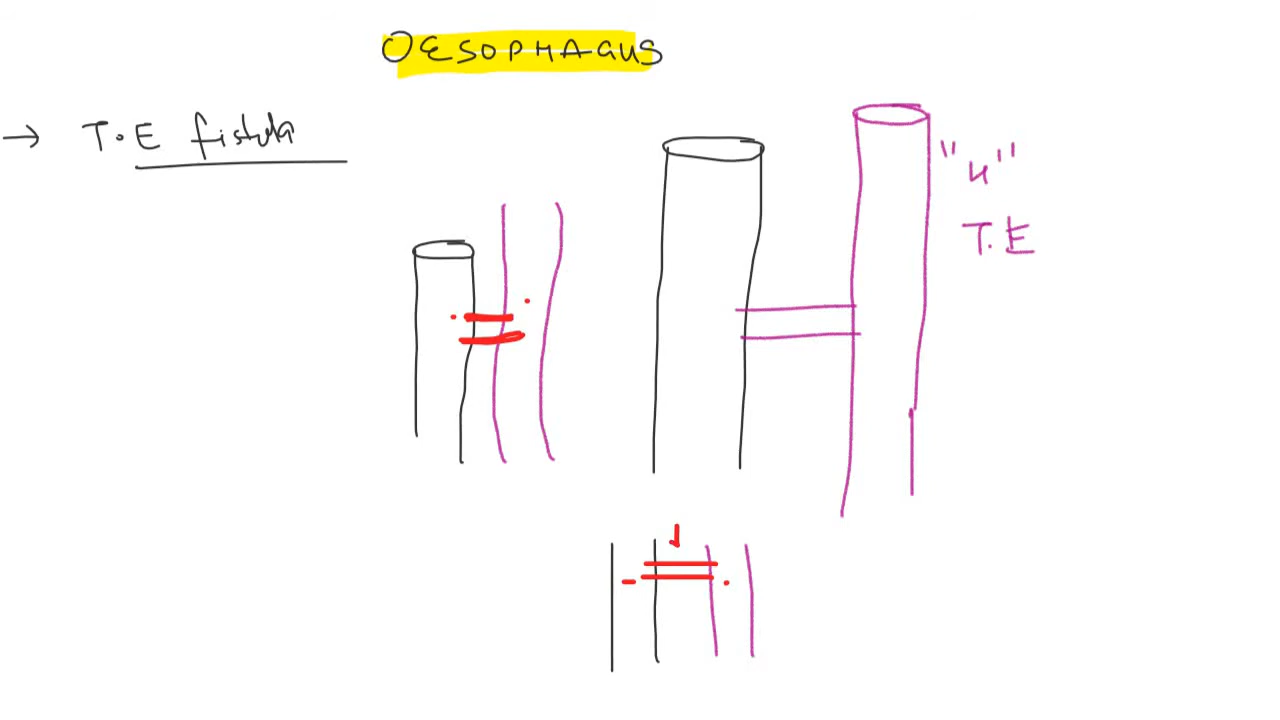 OESOPHAGUS
→ T.E fistula
"H"
T.E